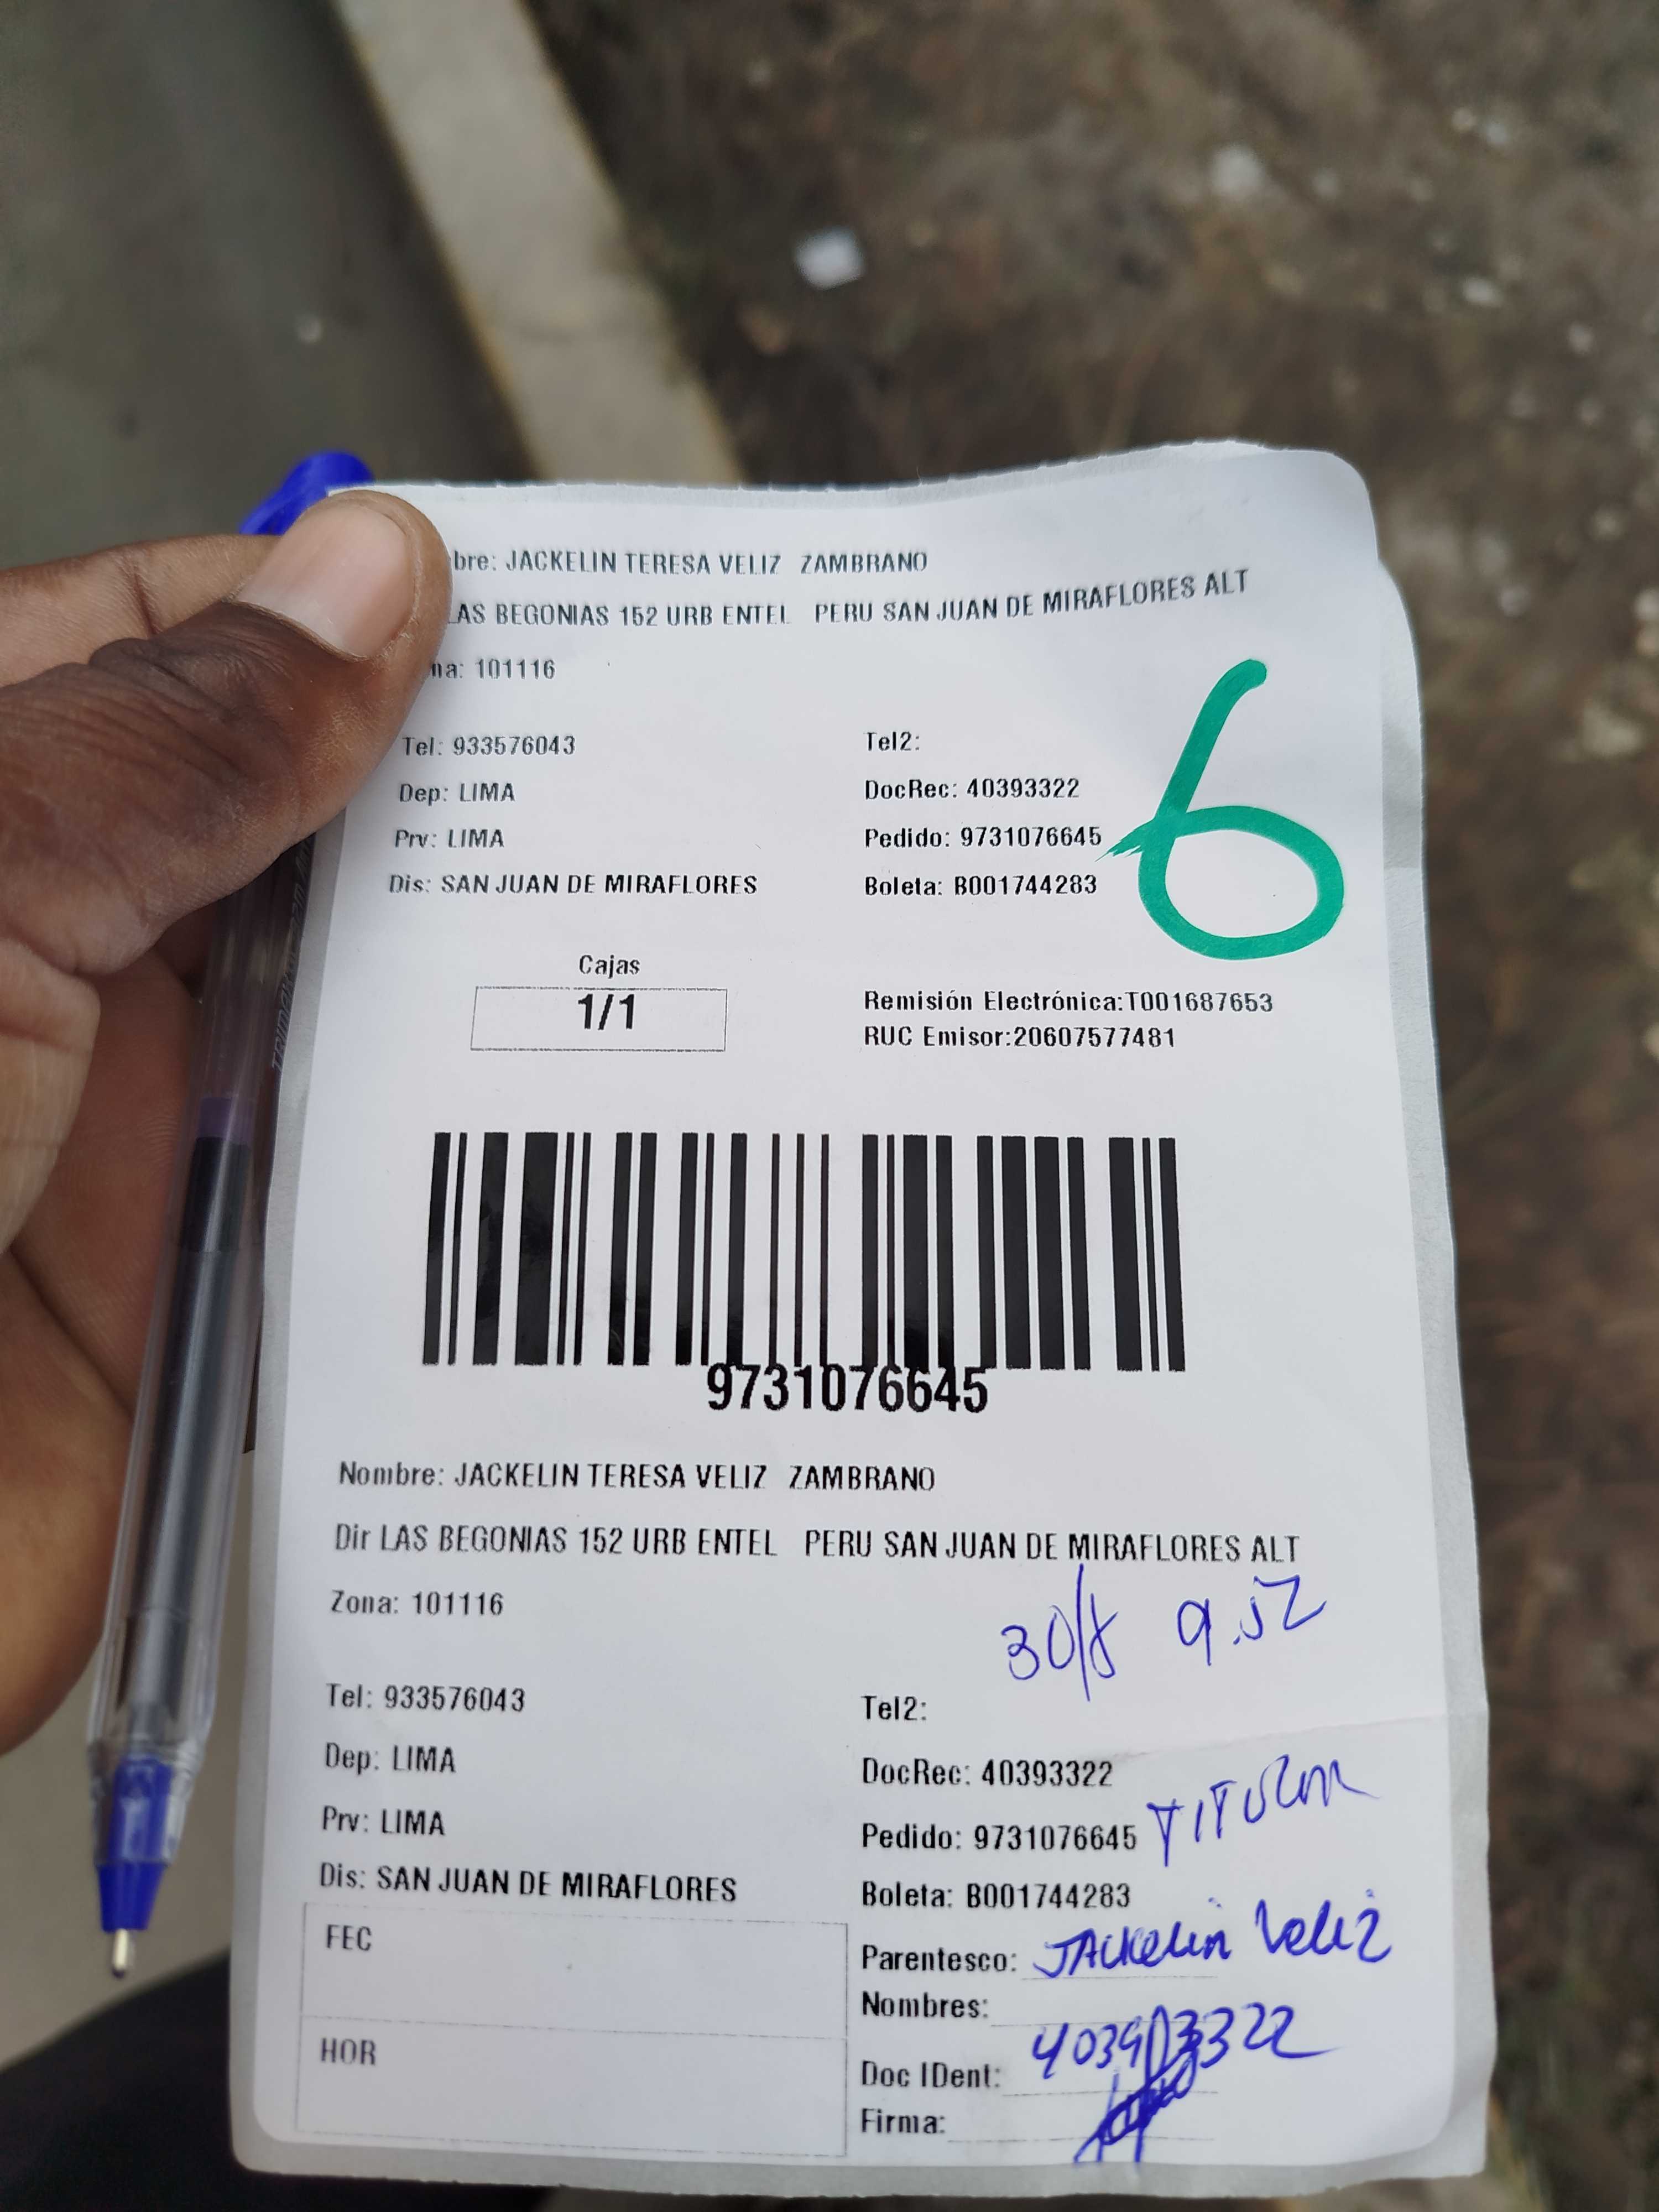 bre: JACKELIN TERESA VELIZ ZAMBRANO
LAS BEGONIAS 152 URB ENTEL PERU SAN JUAN DE MIRAFLORES ALT
na: 101116
6
Tel: 933576043 Tel2:
Dep: LIMA DocRec: 40393322
Prv: LIMA Pedido: 9731076645
Dis: SAN JUAN DE MIRAFLORES Boleta: B001744283
Cajas
1/1
Remisión Electrónica:T001687653
RUC Emisor:20607577481
9731076645
Nombre: JACKELIN TERESA VELIZ ZAMBRANO
Dir LAS BEGONIAS 152 URB ENTEL PERU SAN JUAN DE MIRAFLORES ALT
Zona: 101116
Tel: 933576043 Tel2:
Dep: LIMA DocRec: 40393322
Prv: LIMA Pedido: 9731076645 TITULAR
Dis: SAN JUAN DE MIRAFLORES Boleta: B001744283
FEC
Parentesco: JACKelin Veliz
Nombres:
HOR
Doc IDent: 40393322
Firma: